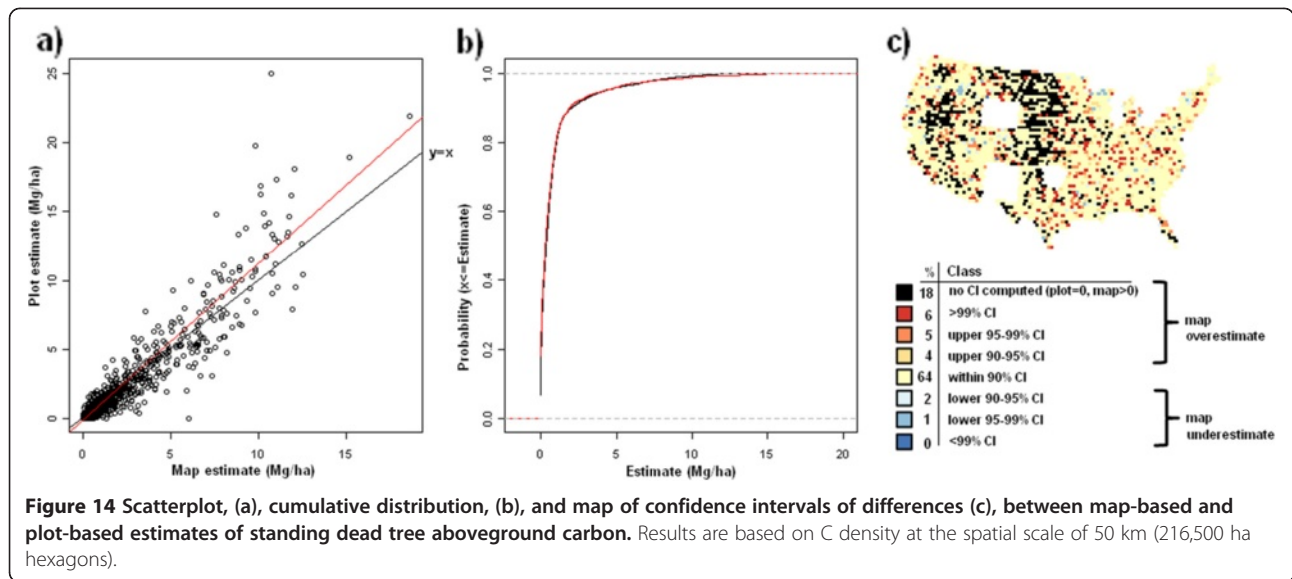 a)
25
20
15
10
5
0
Plot estimate (Mg/ha)
y=x
0 5 10 15
Map estimate (Mg/ha)
b)
1.0
0.8
0.6
0.4
0.2
0.0
Probability (x<=Estimate)
0 5 10 15 20
Estimate (Mg/ha)
c)
% Class
18 no CI computed (plot=0, map>0)
6 >99% CI
5 upper 95-99% CI
4 upper 90-95% CI
64 within 90% CI
2 lower 90-95% CI
1 lower 95-99% CI
0 <99% CI
map
overestimate
map
underestimate
Figure 14 Scatterplot, (a), cumulative distribution, (b), and map of confidence intervals of differences (c), between map-based and
plot-based estimates of standing dead tree aboveground carbon. Results are based on C density at the spatial scale of 50 km (216,500 ha
hexagons).